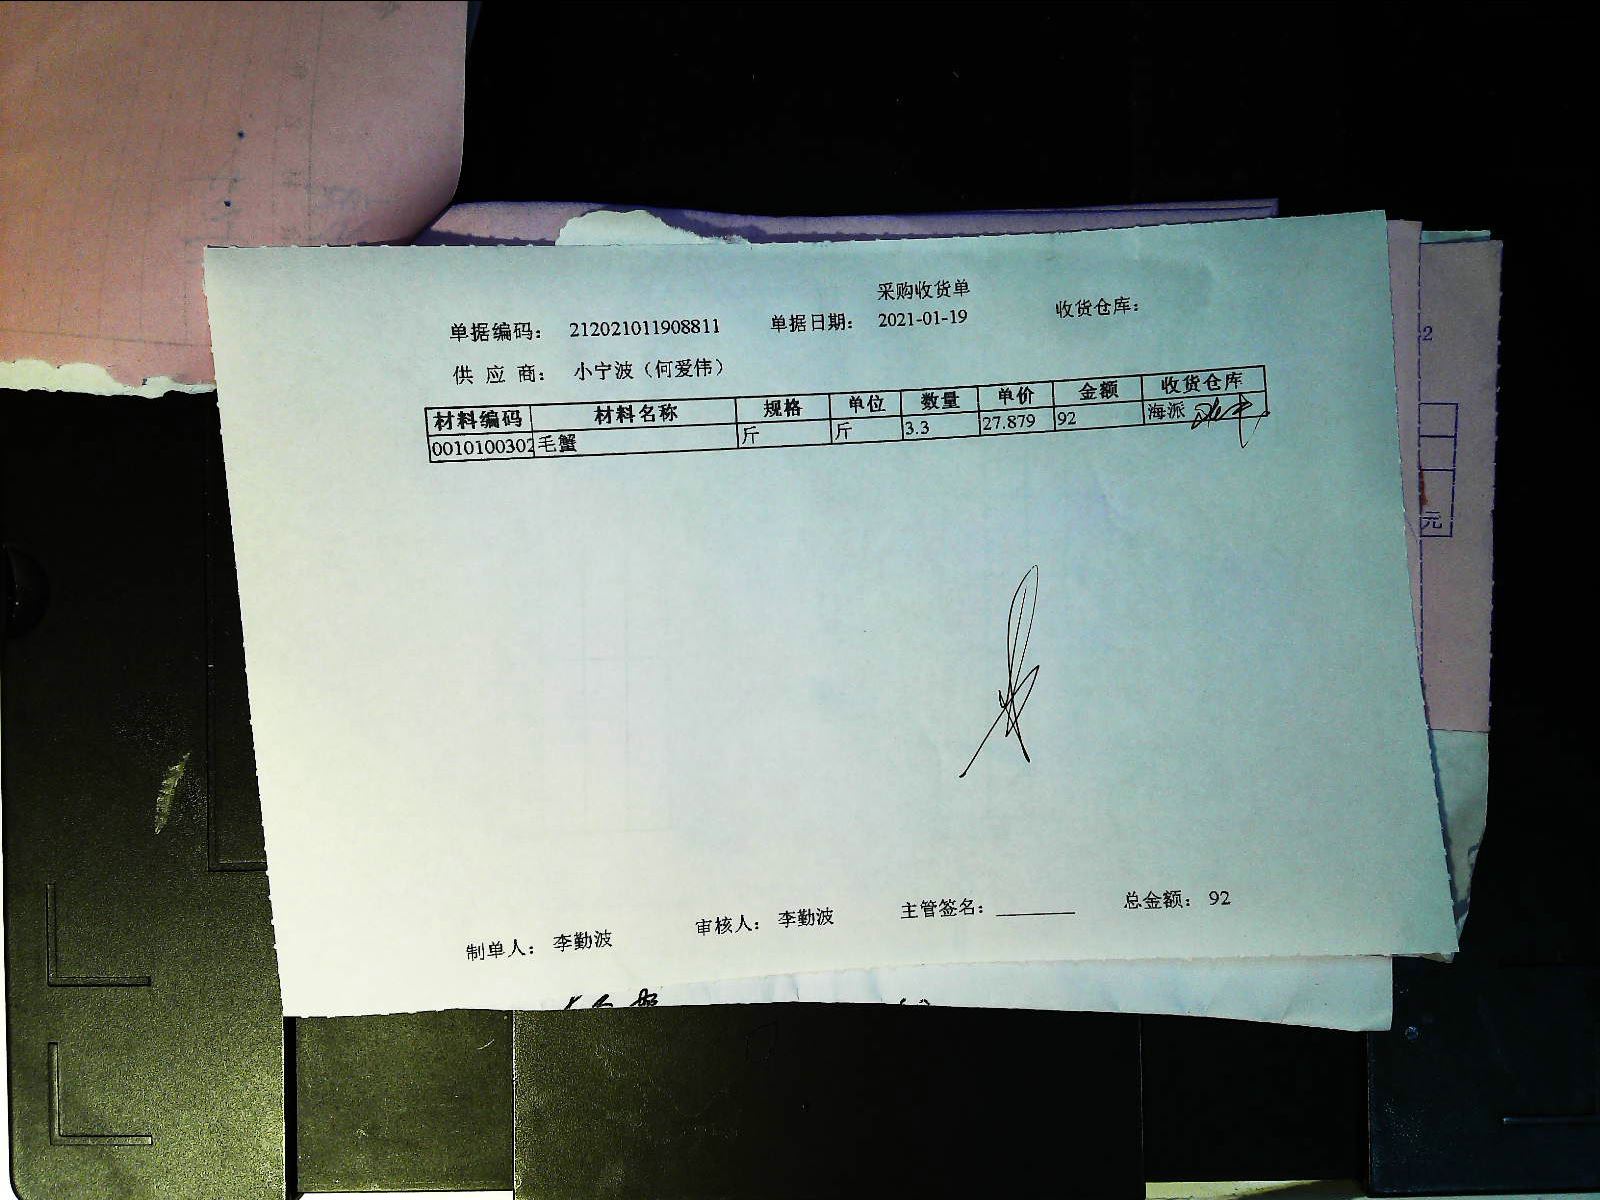 采购收货单
单据编码： 212021011908811 单据日期： 2021-01-19 收货仓库：
供 应 商： 小宁波（何爱伟）
材料编码 材料名称 规格 单位 数量 单价 金额 收货仓库
0010100302 毛蟹 斤 斤 3.3 27.879 92 海派
制单人： 李勤波 审核人： 李勤波 主管签名： 总金额： 92
2
元